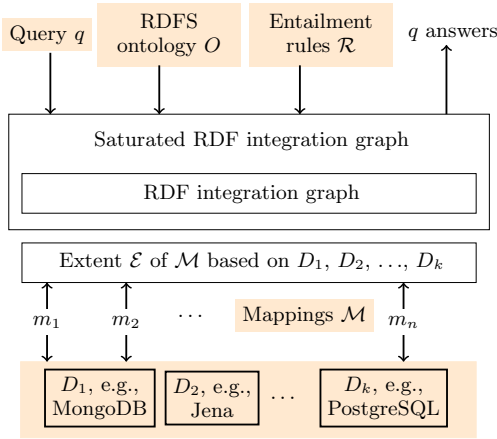 Query q
RDFS
ontology O
Entailment
rules ℛ
q answers
Saturated RDF integration graph
RDF integration graph
Extent ℰ of ℳ based on D₁, D₂, …, Dₖ
m₁
m₂
⋯
Mappings ℳ
mₙ
D₁, e.g.,
MongoDB
D₂, e.g.,
Jena
⋯
Dₖ, e.g.,
PostgreSQL